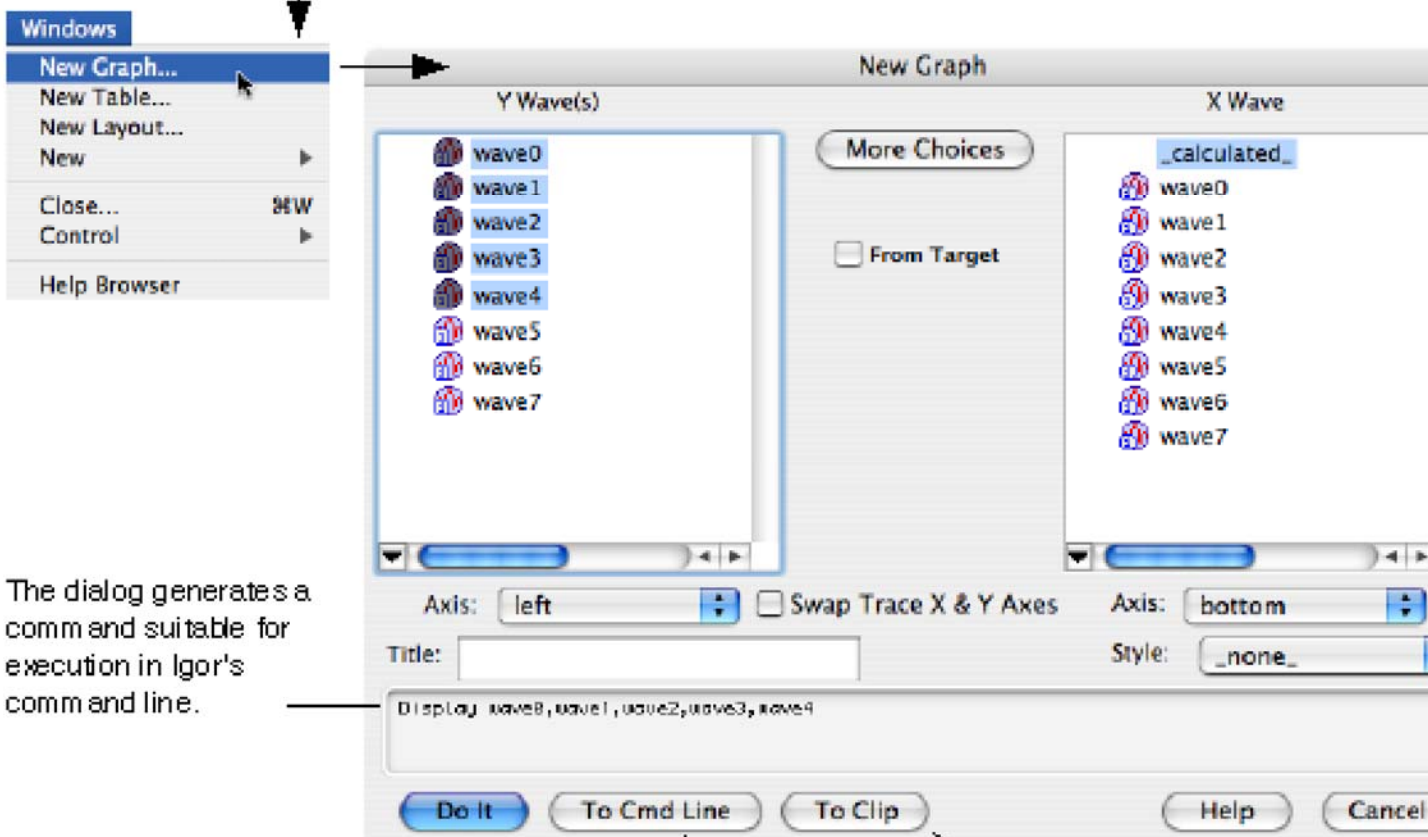 Windows
New Graph...
New Table...
New Layout...
New
Close... ⌘W
Control
Help Browser
The dialog generates a
command suitable for
execution in Igor's
command line.
New Graph
Y Wave(s)
wave0
wave1
wave2
wave3
wave4
wave5
wave6
wave7
More Choices
From Target
X Wave
_calculated_
wave0
wave1
wave2
wave3
wave4
wave5
wave6
wave7
Axis: left
Swap Trace X & Y Axes
Axis: bottom
Title:
Style: _none_
Display wave0,wave1,wave2,wave3,wave4
Do It
To Cmd Line
To Clip
Help
Cancel